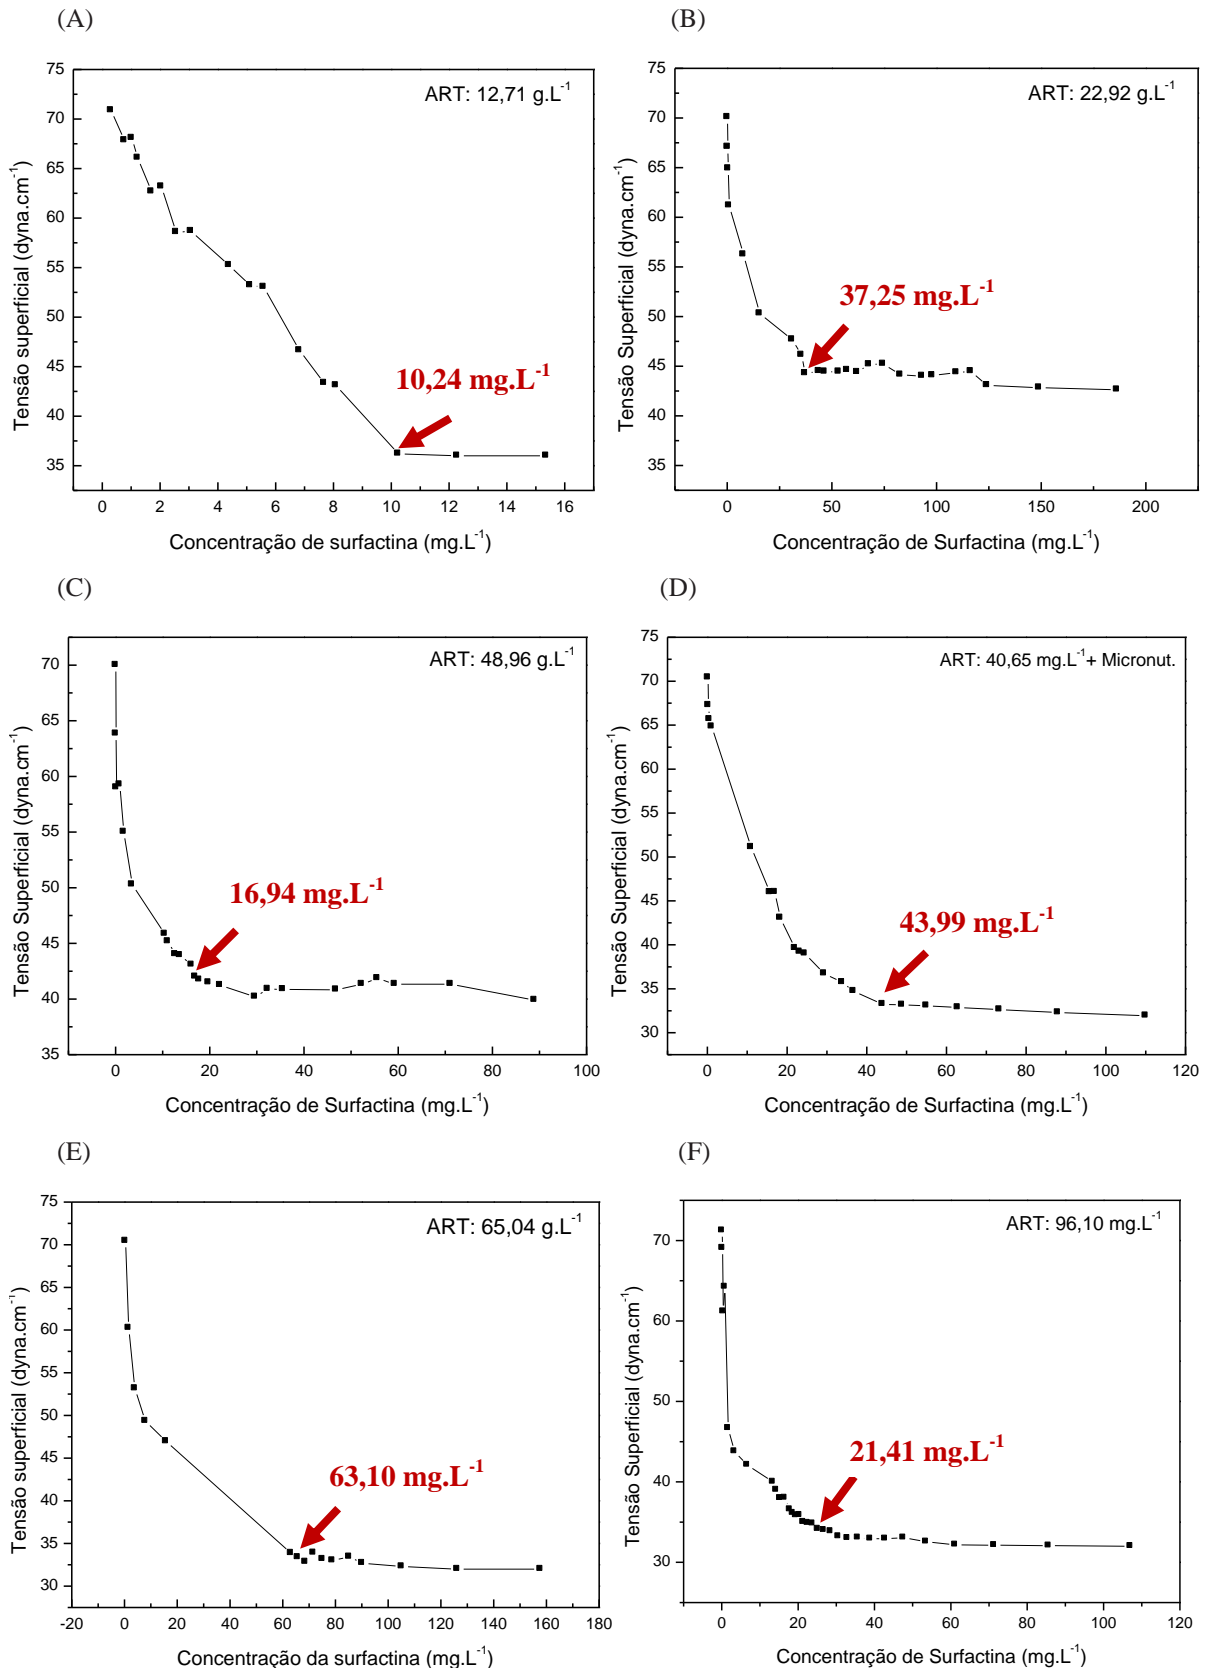 (A)
ART: 12,71 g.L⁻¹
10,24 mg.L⁻¹
Tensão superficial (dyna.cm⁻¹)
75
70
65
60
55
50
45
40
35
0 2 4 6 8 10 12 14 16
Concentração de surfactina (mg.L⁻¹)
(B)
ART: 22,92 g.L⁻¹
37,25 mg.L⁻¹
Tensão Superficial (dyna.cm⁻¹)
75
70
65
60
55
50
45
40
35
0 50 100 150 200
Concentração de Surfactina (mg.L⁻¹)
(C)
ART: 48,96 g.L⁻¹
16,94 mg.L⁻¹
Tensão Superficial (dyna.cm⁻¹)
70
65
60
55
50
45
40
35
0 20 40 60 80 100
Concentração de Surfactina (mg.L⁻¹)
(D)
ART: 40,65 mg.L⁻¹+ Micronut.
43,99 mg.L⁻¹
Tensão Superficial (dyna.cm⁻¹)
75
70
65
60
55
50
45
40
35
30
0 20 40 60 80 100 120
Concentração de Surfactina (mg.L⁻¹)
(E)
ART: 65,04 g.L⁻¹
63,10 mg.L⁻¹
Tensão superficial (dyna.cm⁻¹)
75
70
65
60
55
50
45
40
35
30
-20 0 20 40 60 80 100 120 140 160 180
Concentração da surfactina (mg.L⁻¹)
(F)
ART: 96,10 mg.L⁻¹
21,41 mg.L⁻¹
Tensão Superficial (dyna.cm⁻¹)
70
60
50
40
30
0 20 40 60 80 100 120
Concentração de Surfactina (mg.L⁻¹)